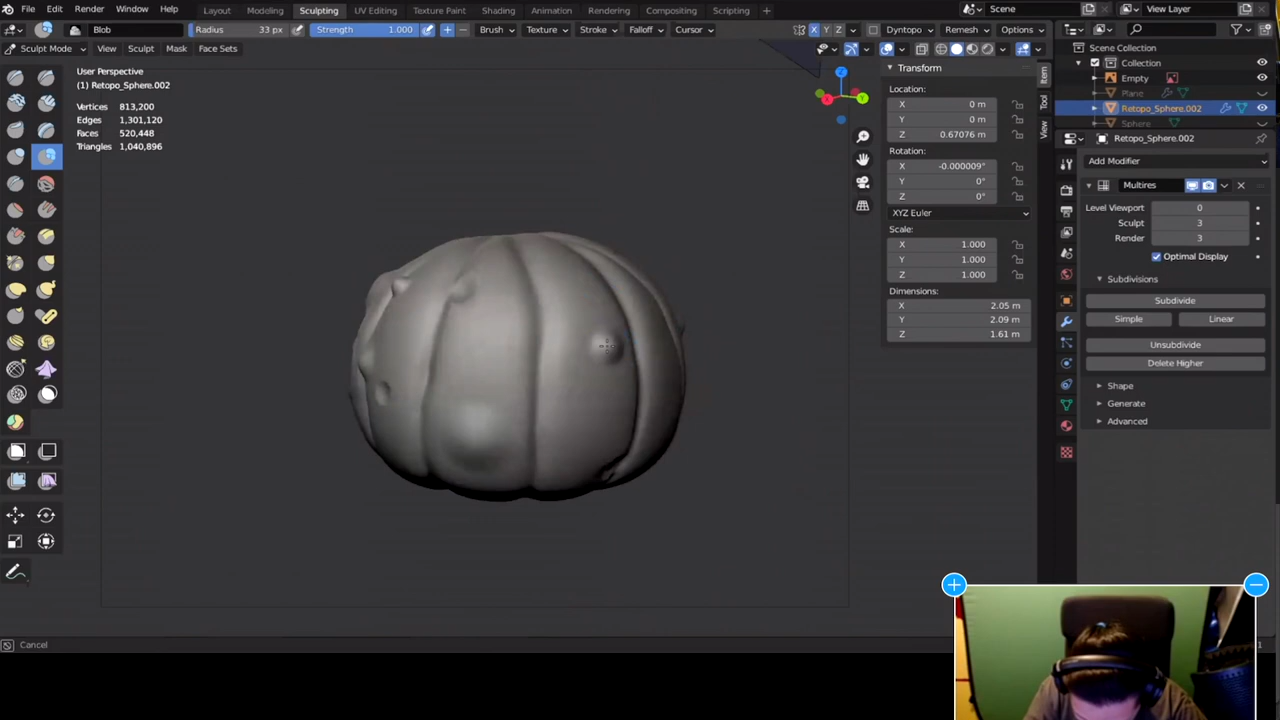 File Edit Render Window Help Layout Modeling Sculpting UV Editing Texture Paint Shading Animation Rendering Compositing Scripting + Scene View Layer
Blob Radius 33 px Strength 1.000 + − Brush Texture Stroke Falloff Cursor X Y Z Dyntopo Remesh Options
Sculpt Mode View Sculpt Mask Face Sets
User Perspective
(1) Retopo_Sphere.002
Vertices 813,200
Edges 1,301,120
Faces 520,448
Triangles 1,040,896
Transform
Location:
X 0 m
Y 0 m
Z 0.67076 m
Rotation:
X -0.000009°
Y 0°
Z 0°
XYZ Euler
Scale:
X 1.000
Y 1.000
Z 1.000
Dimensions:
X 2.05 m
Y 2.09 m
Z 1.61 m
Item
Tool
View
Scene Collection
Collection
Empty
Plane
Retopo_Sphere.002
Sphere
Retopo_Sphere.002
Add Modifier
Multires
Level Viewport 0
Sculpt 3
Render 3
Optimal Display
Subdivisions
Subdivide
Simple Linear
Unsubdivide
Delete Higher
Shape
Generate
Advanced
Cancel